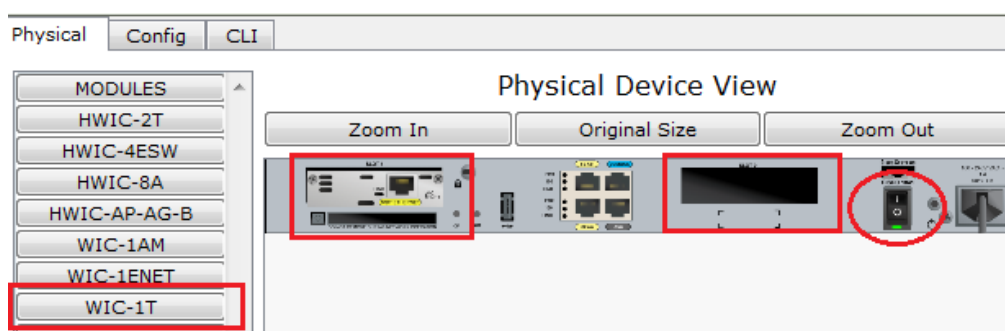 Physical Config CLI
MODULES
HWIC-2T
HWIC-4ESW
HWIC-8A
HWIC-AP-AG-B
WIC-1AM
WIC-1ENET
WIC-1T
Physical Device View
Zoom In Original Size Zoom Out